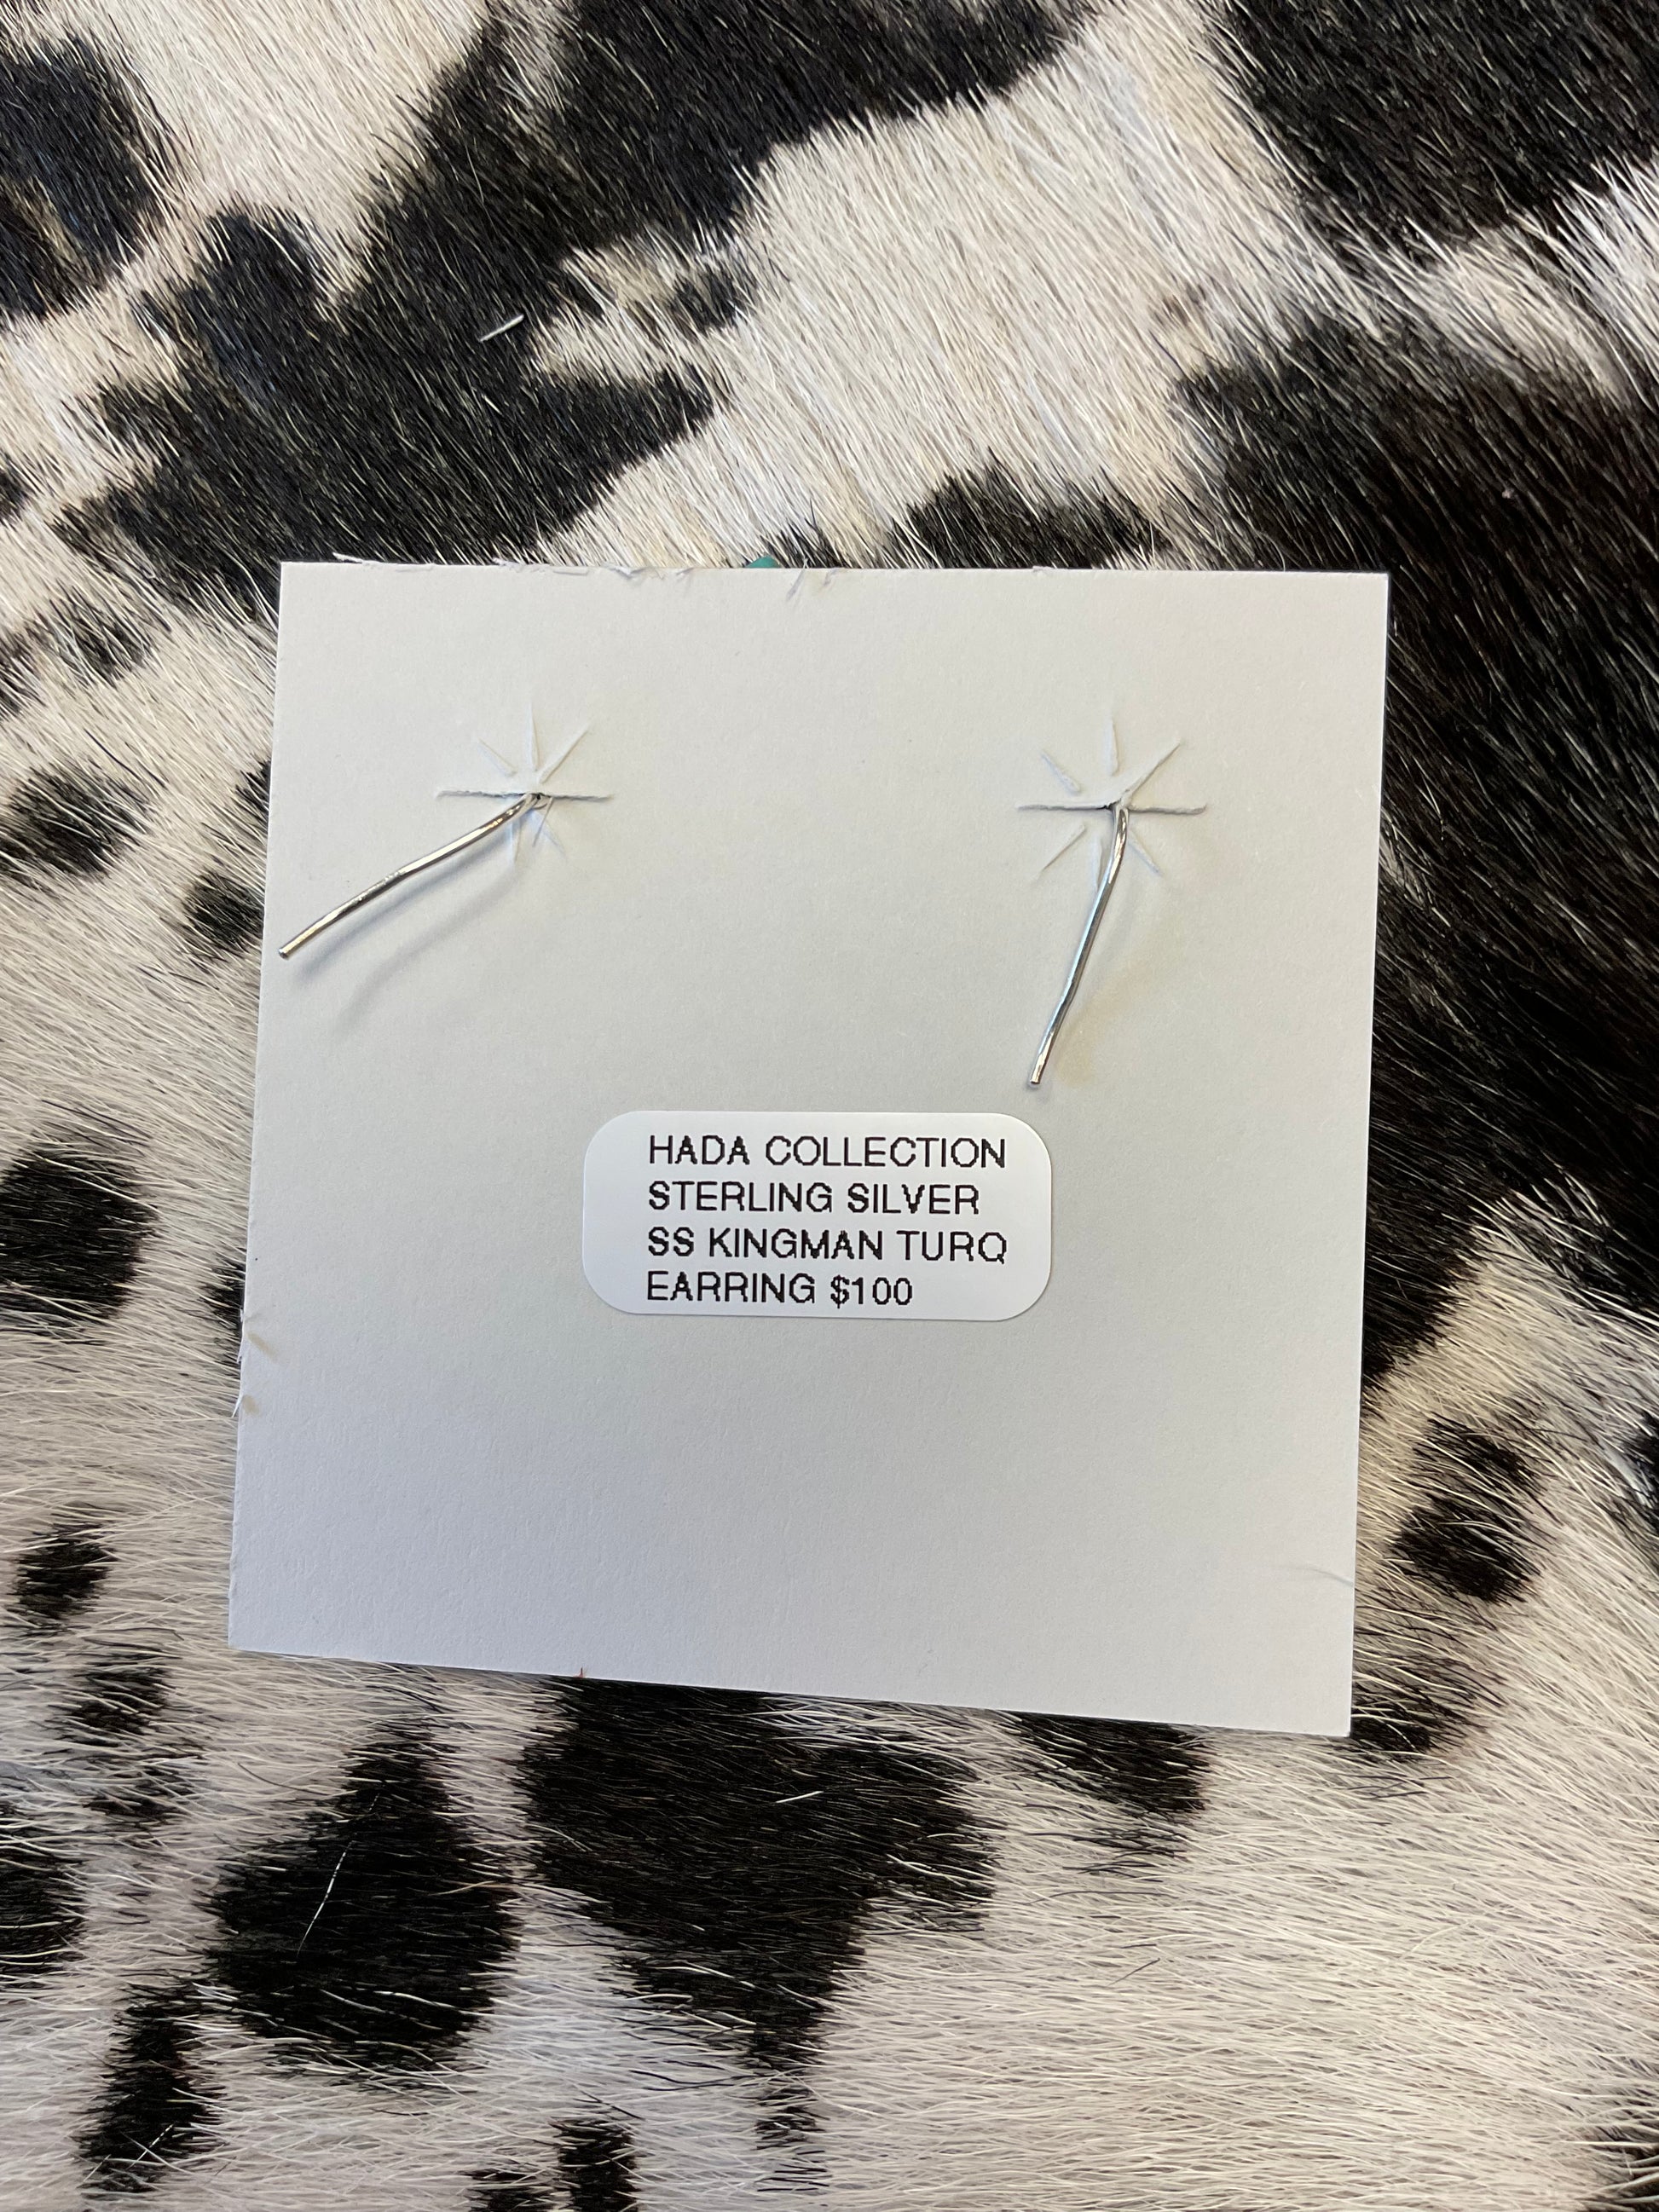 HADA COLLECTION
STERLING SILVER
SS KINGMAN TURQ
EARRING $100